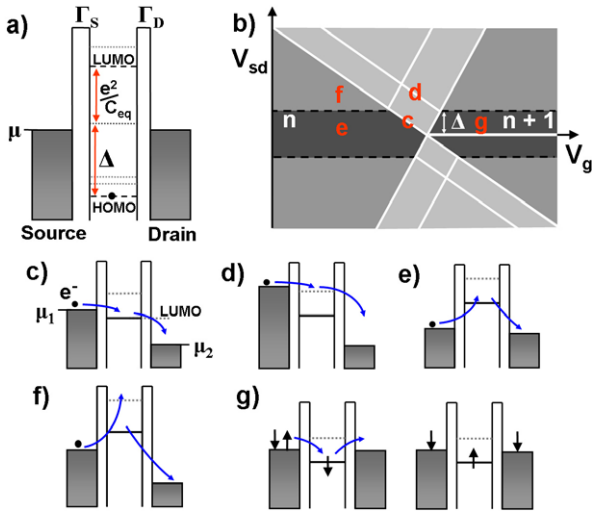 a)
Γ_S Γ_D
LUMO
e²/C_eq
μ
Δ
HOMO
Source Drain
b)
V_sd
f d
n e c Δ g n + 1
V_g
c)
e⁻
μ₁
LUMO
μ₂
d)
e)
f)
g)